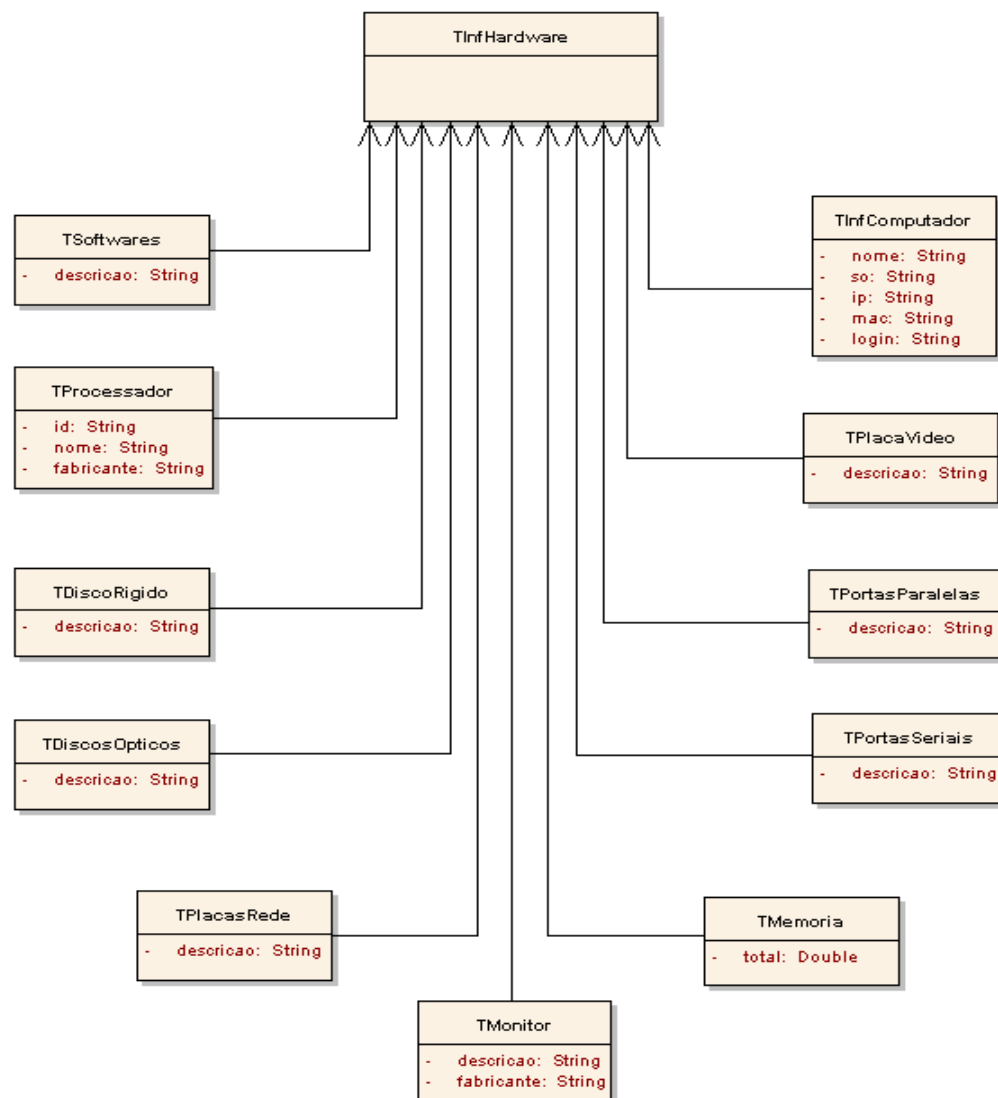 TInfHardware
TSoftwares
- descricao: String
TInfComputador
- nome: String
- so: String
- ip: String
- mac: String
- login: String
TProcessador
- id: String
- nome: String
- fabricante: String
TPlacaVideo
- descricao: String
TDiscoRigido
- descricao: String
TPortasParalelas
- descricao: String
TDiscosOpticos
- descricao: String
TPortasSeriais
- descricao: String
TPlacasRede
- descricao: String
TMemoria
- total: Double
TMonitor
- descricao: String
- fabricante: String